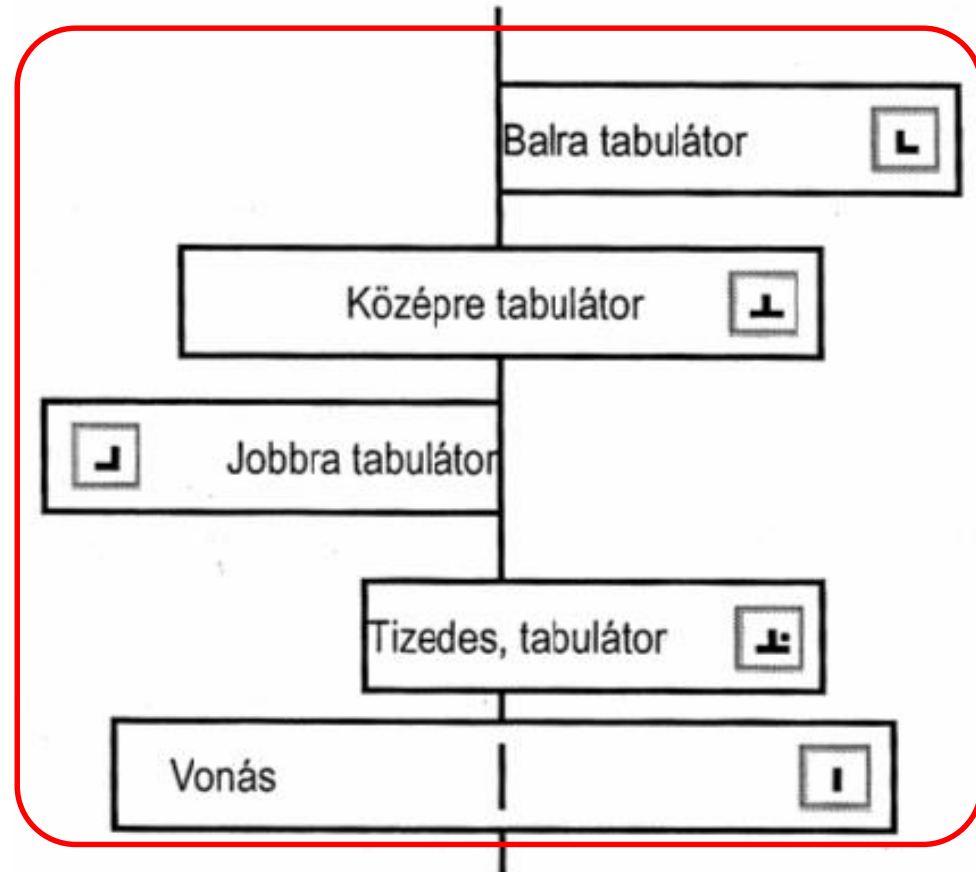 Balra tabulátor
Középre tabulátor
Jobbra tabulátor
Tizedes, tabulátor
Vonás